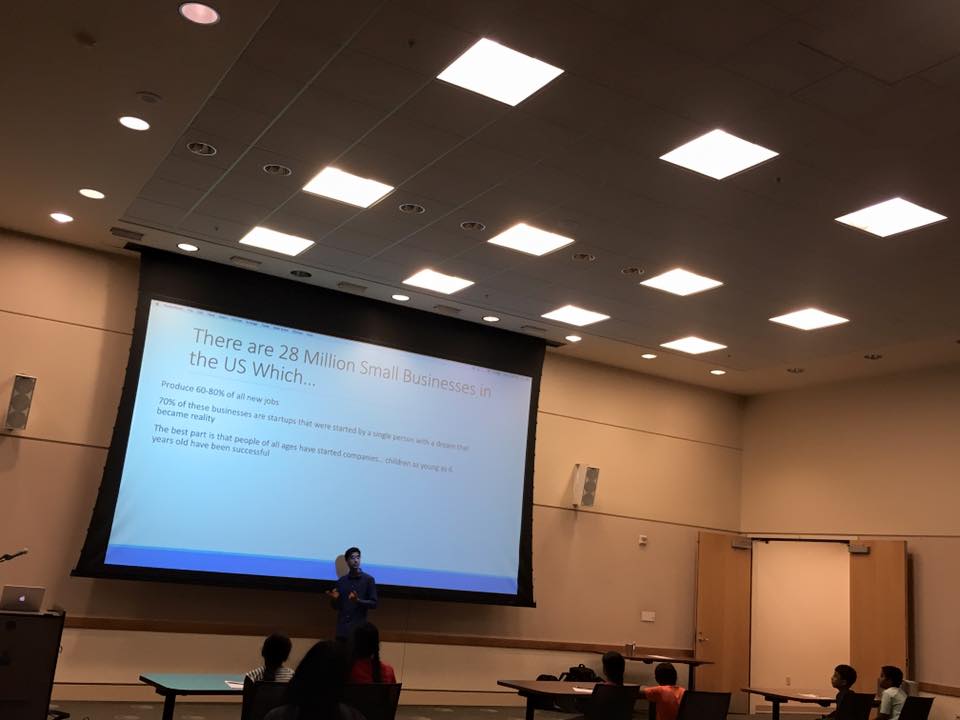 There are 28 Million Small Businesses in
the US Which...
Produce 60-80% of all new jobs
70% of these businesses are startups that were started by a single person with a dream that
became reality
The best part is that people of all ages have started companies... children as young as 6
years old have been successful